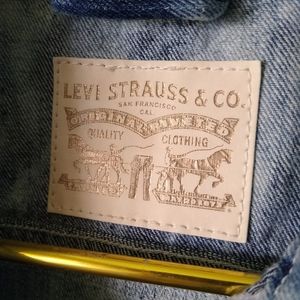 LEVI STRAUSS & CO.
SAN FRANCISCO
CAL
ORIGINAL RIVETED
QUALITY CLOTHING